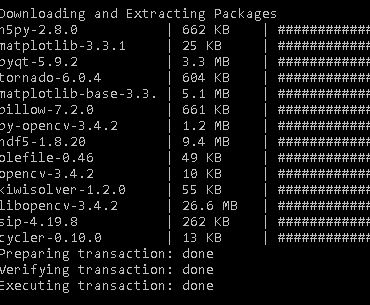 Downloading and Extracting Packages
h5py-2.8.0 | 662 KB | ##########
matplotlib-3.3.1 | 25 KB | ##########
pyqt-5.9.2 | 3.3 MB | ##########
tornado-6.0.4 | 604 KB | ##########
matplotlib-base-3.3. | 5.1 MB | ##########
pillow-7.2.0 | 661 KB | ##########
py-opencv-3.4.2 | 1.2 MB | ##########
hdf5-1.8.20 | 9.4 MB | ##########
olefile-0.46 | 49 KB | ##########
opencv-3.4.2 | 10 KB | ##########
kiwisolver-1.2.0 | 55 KB | ##########
libopencv-3.4.2 | 26.6 MB | ##########
sip-4.19.8 | 262 KB | ##########
cycler-0.10.0 | 13 KB | ##########
Preparing transaction: done
Verifying transaction: done
Executing transaction: done